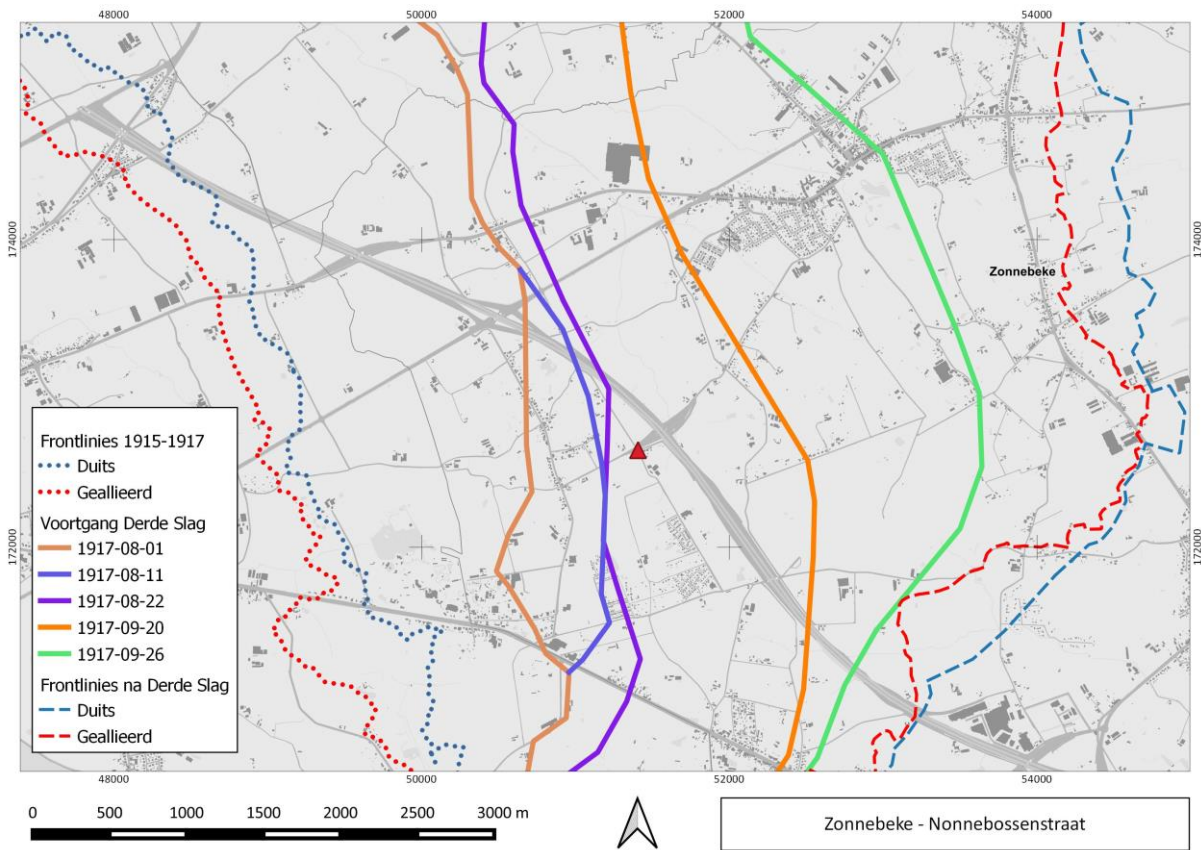 50000
52000
54000
48000
174000
174000
Zonnebeke
Frontlinies 1915-1917
Duits
Geallieerd
Voortgang Derde Slag
1917-08-01
1917-08-11
1917-08-22
1917-09-20
1917-09-26
Frontlinies na Derde Slag
Duits
Geallieerd
172000
172000
48000
50000
52000
54000
0 500 1000 1500 2000 2500 3000 m
Zonnebeke - Nonnebossenstraat